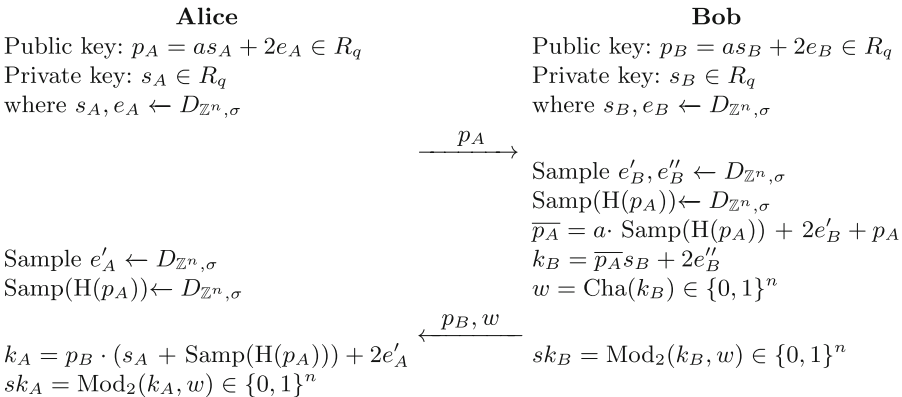 Alice
Public key: p_A = as_A + 2e_A ∈ R_q
Private key: s_A ∈ R_q
where s_A, e_A ← D_{ℤ^n,σ}
Bob
Public key: p_B = as_B + 2e_B ∈ R_q
Private key: s_B ∈ R_q
where s_B, e_B ← D_{ℤ^n,σ}
p_A
Sample e'_B, e''_B ← D_{ℤ^n,σ}
Samp(H(p_A))← D_{ℤ^n,σ}
\overline{p_A} = a· Samp(H(p_A)) + 2e'_B + p_A
k_B = \overline{p_A}s_B + 2e''_B
w = Cha(k_B) ∈ {0,1}^n
Sample e'_A ← D_{ℤ^n,σ}
Samp(H(p_A))← D_{ℤ^n,σ}
p_B, w
k_A = p_B · (s_A + Samp(H(p_A))) + 2e'_A
sk_A = Mod_2(k_A, w) ∈ {0,1}^n
sk_B = Mod_2(k_B, w) ∈ {0,1}^n